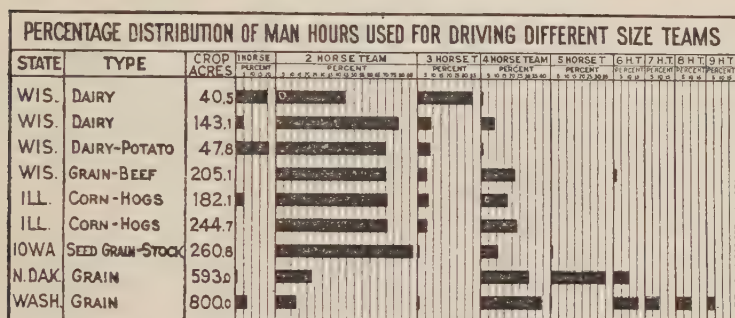 PERCENTAGE DISTRIBUTION OF MAN HOURS USED FOR DRIVING DIFFERENT SIZE TEAMS
STATE TYPE CROP ACRES 1 HORSE 2 HORSE TEAM 3 HORSE T 4 HORSE TEAM 5 HORSE T 6 H.T. 7 H.T. 8 H.T. 9 H.T.
PERCENT PERCENT PERCENT PERCENT PERCENT PERCENT PERCENT PERCENT PERCENT
WIS. DAIRY 40.5
WIS. DAIRY 143.1
WIS. DAIRY-POTATO 47.8
WIS. GRAIN-BEEF 205.1
ILL. CORN-HOGS 182.1
ILL. CORN-HOGS 244.7
IOWA SEED GRAIN-STOCK 260.8
N.DAK. GRAIN 593.0
WASH. GRAIN 800.0